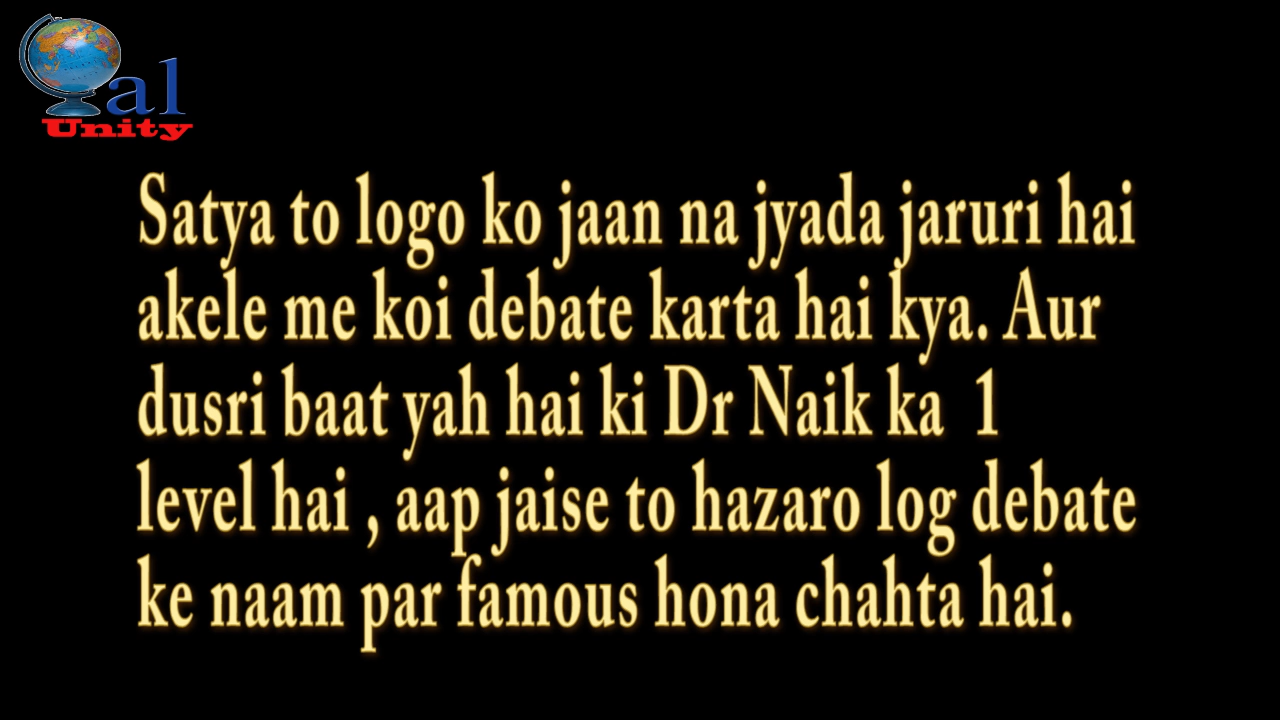 al
Unity
Satya to logo ko jaan na jyada jaruri hai
akele me koi debate karta hai kya. Aur
dusri baat yah hai ki Dr Naik ka 1
level hai , aap jaise to hazaro log debate
ke naam par famous hona chahta hai.